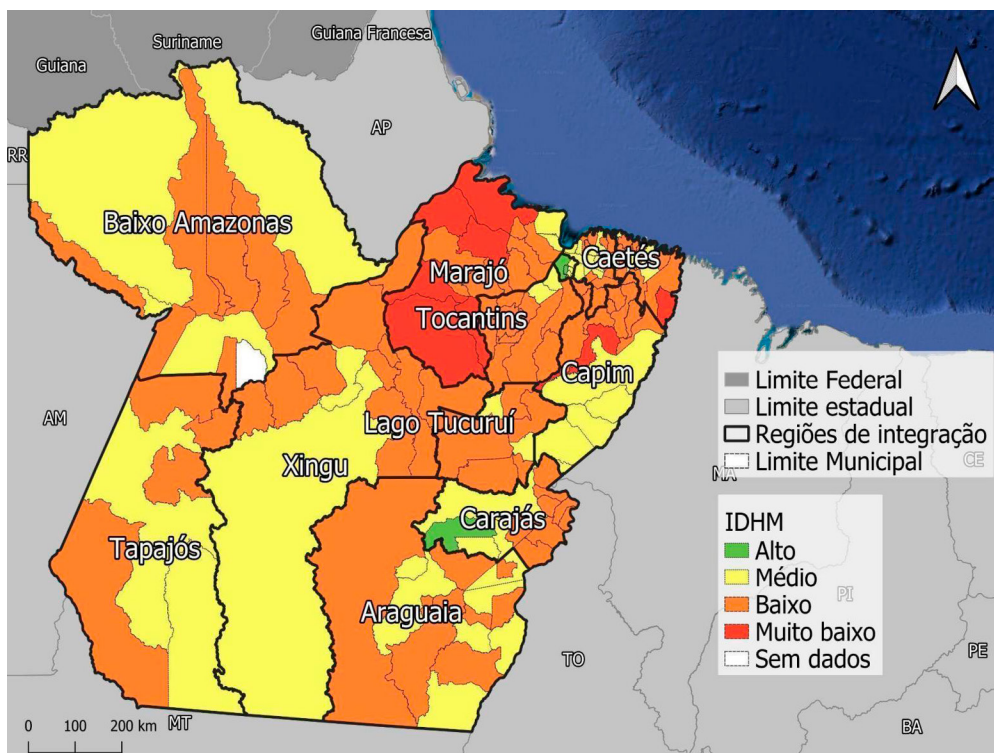 Suriname
Guiana Francesa
Guiana
AP
RR
Baixo Amazonas
Caetés
Marajó
Tocantins
Capim
AM
Lago Tucuruí
Xingu
Carajás
Tapajós
Araguaia
TO
MT
MA
CE
PI
PE
BA
Limite Federal
Limite estadual
Regiões de integração
Limite Municipal
IDHM
Alto
Médio
Baixo
Muito baixo
Sem dados
0 100 200 km